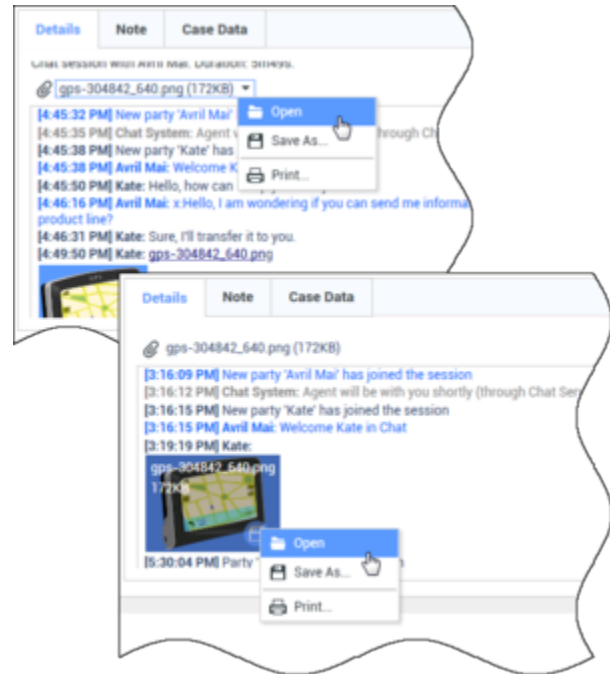 Details Note Case Data
Chat session with Avril Mai. Duration: 5m49s.
gps-304842_640.png (172KB)
[4:45:32 PM] New party 'Avril Mai'
Open
[4:45:35 PM] Chat System: Agent through Ch
Save As...
[4:45:38 PM] New party 'Kate' has
[4:45:38 PM] Avril Mai: Welcome K
Print...
[4:45:50 PM] Kate: Hello, how can
[4:46:16 PM] Avril Mai: x:Hello, I am wondering if you can send me informa
product line?
[4:46:31 PM] Kate: Sure, I'll transfer it to you.
[4:49:50 PM] Kate: gps-304842_640.png
Details Note Case Data
gps-304842_640.png (172KB)
[3:16:09 PM] New party 'Avril Mai' has joined the session
[3:16:12 PM] Chat System: Agent will be with you shortly (through Chat Ser
[3:16:15 PM] New party 'Kate' has joined the session
[3:16:15 PM] Avril Mai: Welcome Kate in Chat
[3:19:19 PM] Kate:
gps-304842_640.png
172KB
Open
[5:30:04 PM] Party
Save As...
Print...